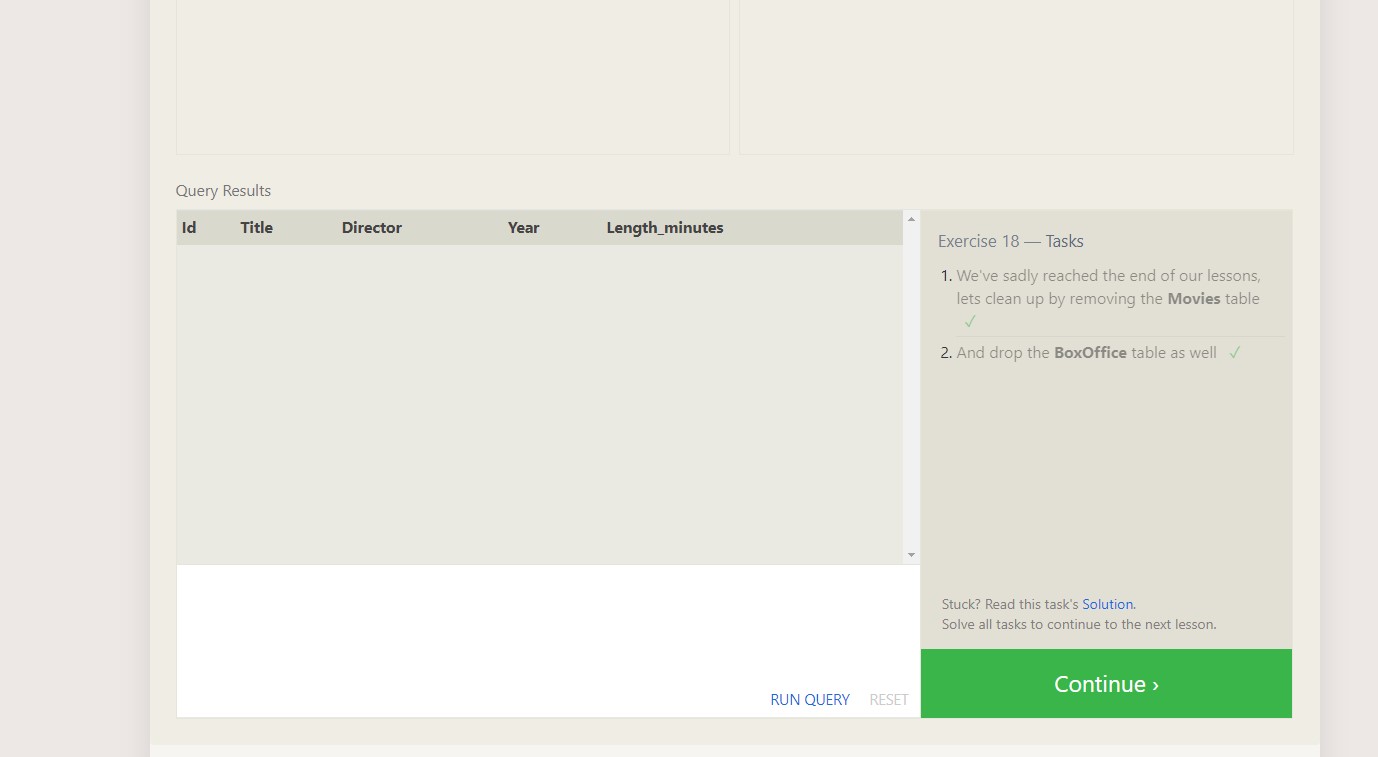 Query Results
Id Title Director Year Length_minutes
Exercise 18 — Tasks
1. We've sadly reached the end of our lessons,
lets clean up by removing the Movies table
✓
2. And drop the BoxOffice table as well ✓
Stuck? Read this task's Solution.
Solve all tasks to continue to the next lesson.
RUN QUERY RESET
Continue ›